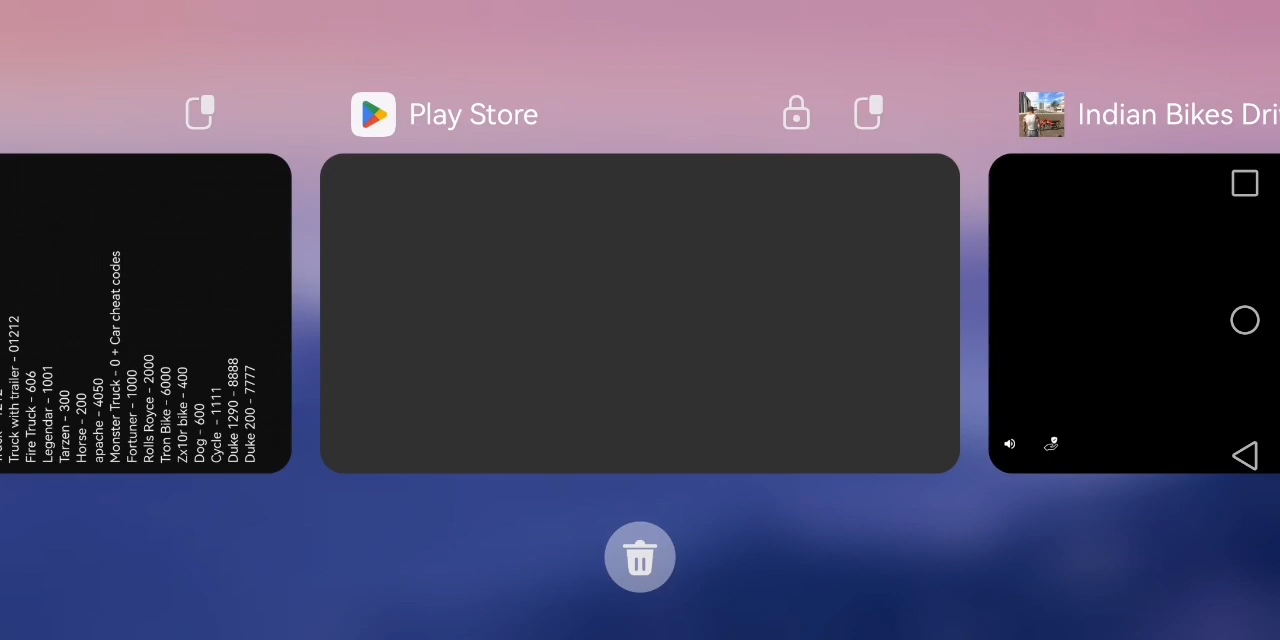 Play Store
Indian Bikes Dri
Truck with trailer – 01212
Fire Truck – 606
Legendar – 1001
Tarzen – 300
Horse – 200
apache – 4050
Monster Truck – 0 + Car cheat codes
Fortuner – 1000
Rolls Royce – 2000
Tron Bike – 6000
Zx10r bike – 400
Dog – 600
Cycle – 1111
Duke 1290 – 8888
Duke 200 – 7777